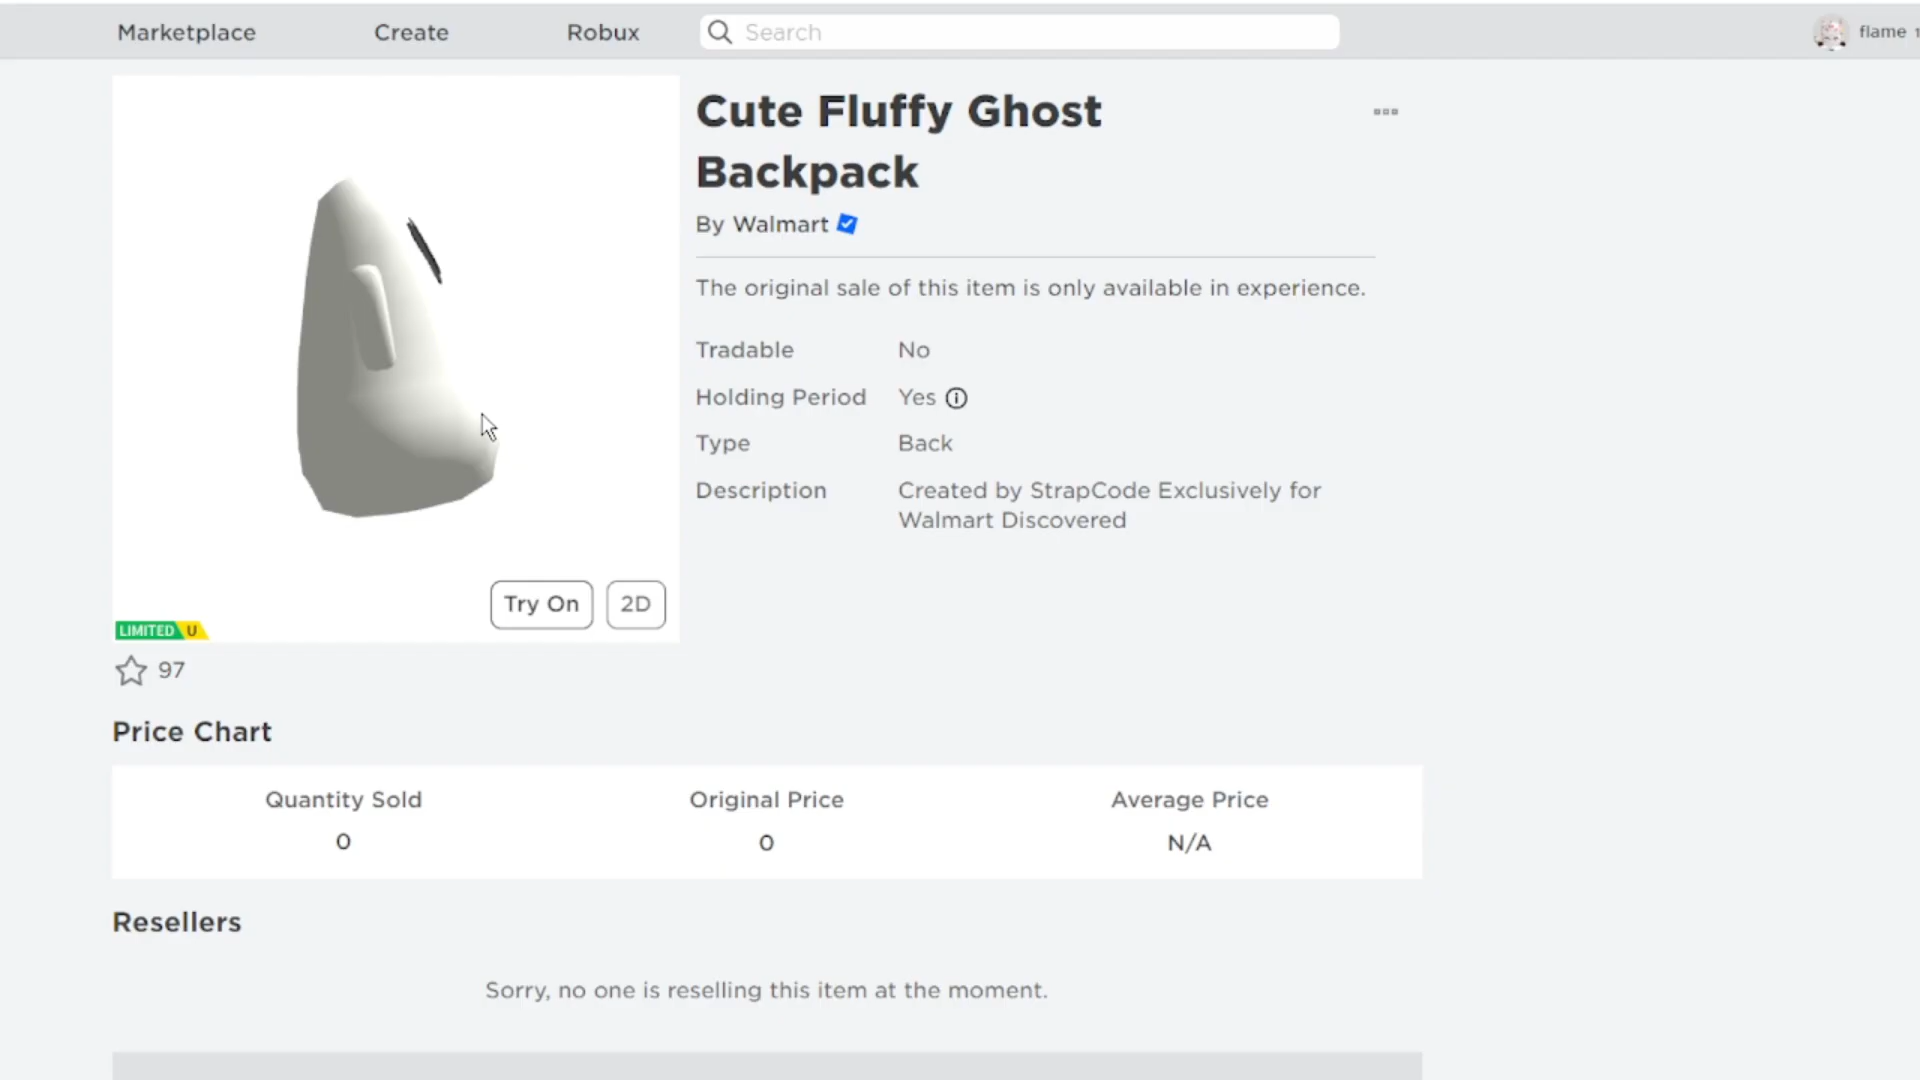 Marketplace
Create
Robux
Search
flame
Cute Fluffy Ghost
Backpack
By Walmart
The original sale of this item is only available in experience.
Tradable No
Holding Period Yes
Type Back
Description Created by StrapCode Exclusively for
Walmart Discovered
Try On
2D
LIMITED U
97
Price Chart
Quantity Sold Original Price Average Price
0 0 N/A
Resellers
Sorry, no one is reselling this item at the moment.